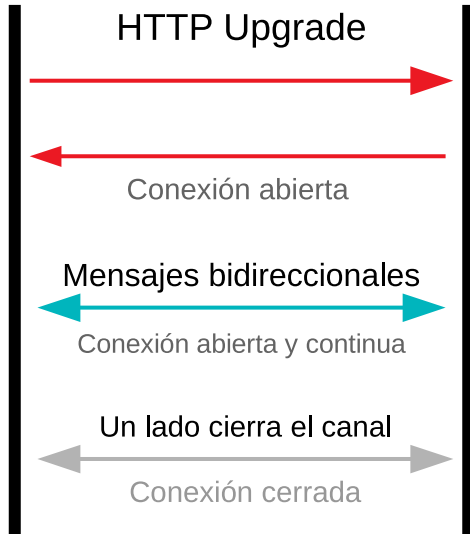 HTTP Upgrade
Conexión abierta
Mensajes bidireccionales
Conexión abierta y continua
Un lado cierra el canal
Conexión cerrada